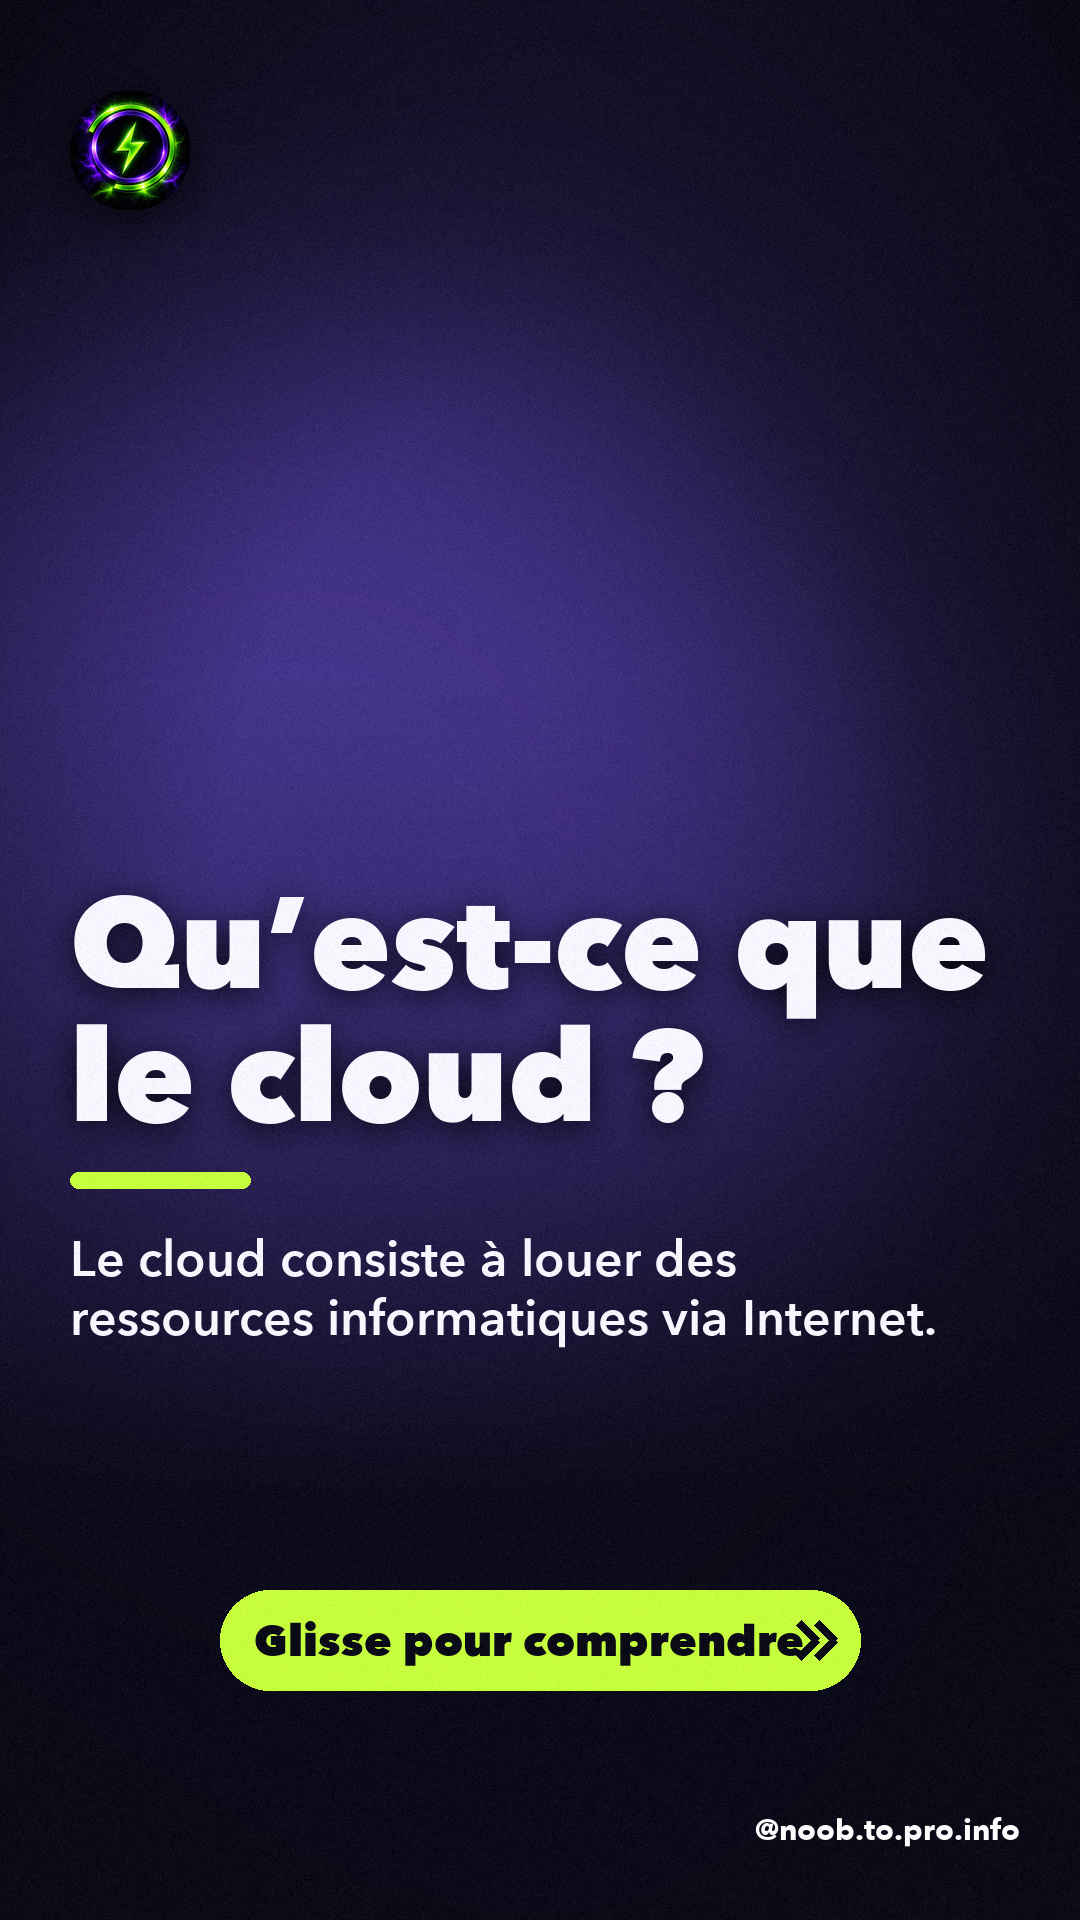 Qu’est-ce que
le cloud ?
Le cloud consiste à louer des
ressources informatiques via Internet.
Glisse pour comprendre
@noob.to.pro.info